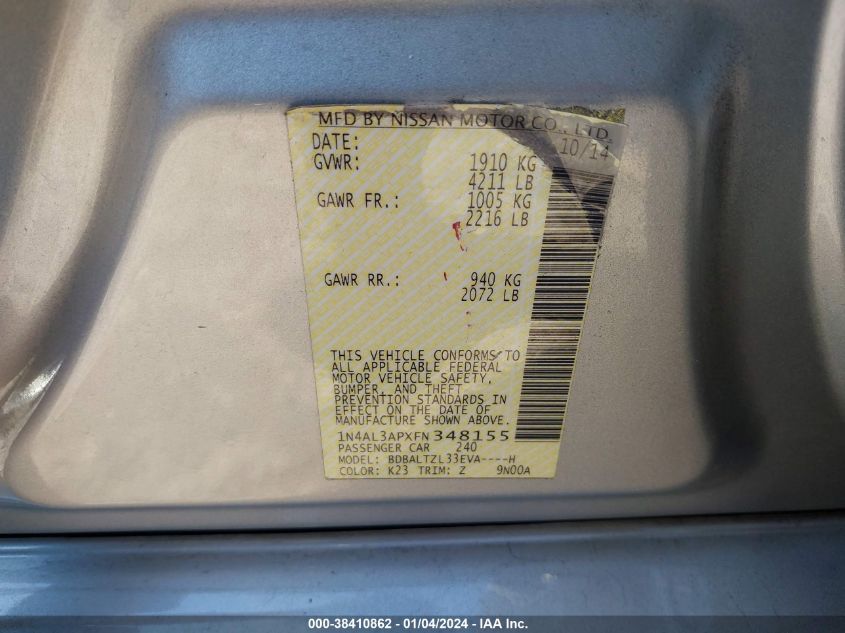 MFD BY NISSAN MOTOR CO., LTD.
DATE: 10/14
GVWR: 1910 KG
4211 LB
GAWR FR.: 1005 KG
2216 LB
GAWR RR.: 940 KG
2072 LB
THIS VEHICLE CONFORMS TO
ALL APPLICABLE FEDERAL
MOTOR VEHICLE SAFETY,
BUMPER, AND THEFT
PREVENTION STANDARDS IN
EFFECT ON THE DATE OF
MANUFACTURE SHOWN ABOVE.
1N4AL3APXFN348155
PASSENGER CAR 240
MODEL: BDBALTZL33EVA----H
COLOR: K23 TRIM: Z 9N00A
000-38410862 - 01/04/2024 - IAA Inc.